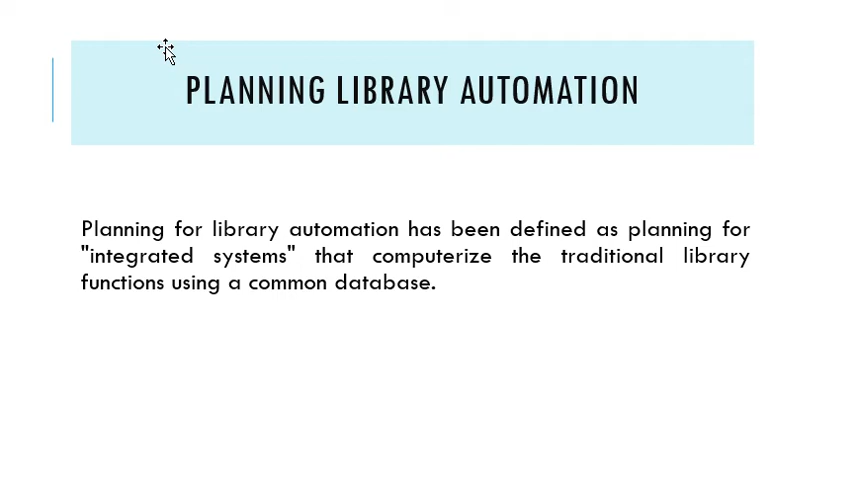 PLANNING LIBRARY AUTOMATION
Planning for library automation has been defined as planning for
"integrated systems" that computerize the traditional library
functions using a common database.